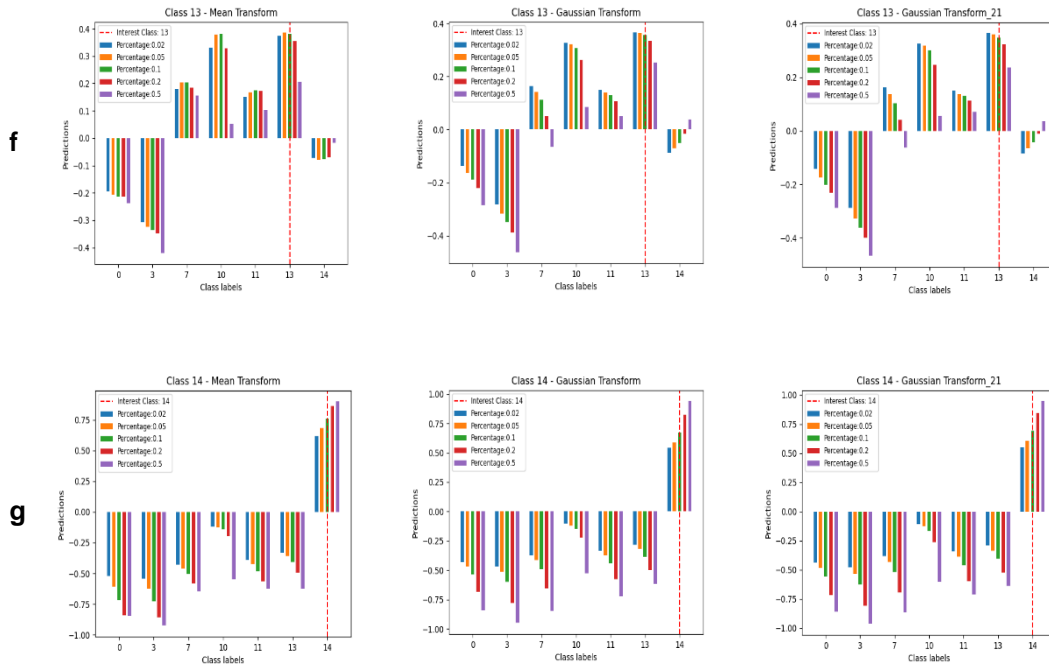 f
Class 13 - Mean Transform
Interest Class: 13
Percentage:0.02
Percentage:0.05
Percentage:0.1
Percentage:0.2
Percentage:0.5
Predictions
0.4
0.3
0.2
0.1
0.0
−0.1
−0.2
−0.3
−0.4
0 3 7 10 11 13 14
Class labels
Class 13 - Gaussian Transform
Interest Class: 13
Percentage:0.02
Percentage:0.05
Percentage:0.1
Percentage:0.2
Percentage:0.5
Predictions
0.4
0.2
0.0
−0.2
−0.4
0 3 7 10 11 13 14
Class labels
Class 13 - Gaussian Transform_21
Interest Class: 13
Percentage:0.02
Percentage:0.05
Percentage:0.1
Percentage:0.2
Percentage:0.5
Predictions
0.4
0.2
0.0
−0.2
−0.4
0 3 7 10 11 13 14
Class labels
g
Class 14 - Mean Transform
Interest Class: 14
Percentage:0.02
Percentage:0.05
Percentage:0.1
Percentage:0.2
Percentage:0.5
Predictions
0.75
0.50
0.25
0.00
−0.25
−0.50
−0.75
−1.00
0 3 7 10 11 13 14
Class labels
Class 14 - Gaussian Transform
Interest Class: 14
Percentage:0.02
Percentage:0.05
Percentage:0.1
Percentage:0.2
Percentage:0.5
Predictions
1.00
0.75
0.50
0.25
0.00
−0.25
−0.50
−0.75
−1.00
0 3 7 10 11 13 14
Class labels
Class 14 - Gaussian Transform_21
Interest Class: 14
Percentage:0.02
Percentage:0.05
Percentage:0.1
Percentage:0.2
Percentage:0.5
Predictions
1.00
0.75
0.50
0.25
0.00
−0.25
−0.50
−0.75
−1.00
0 3 7 10 11 13 14
Class labels